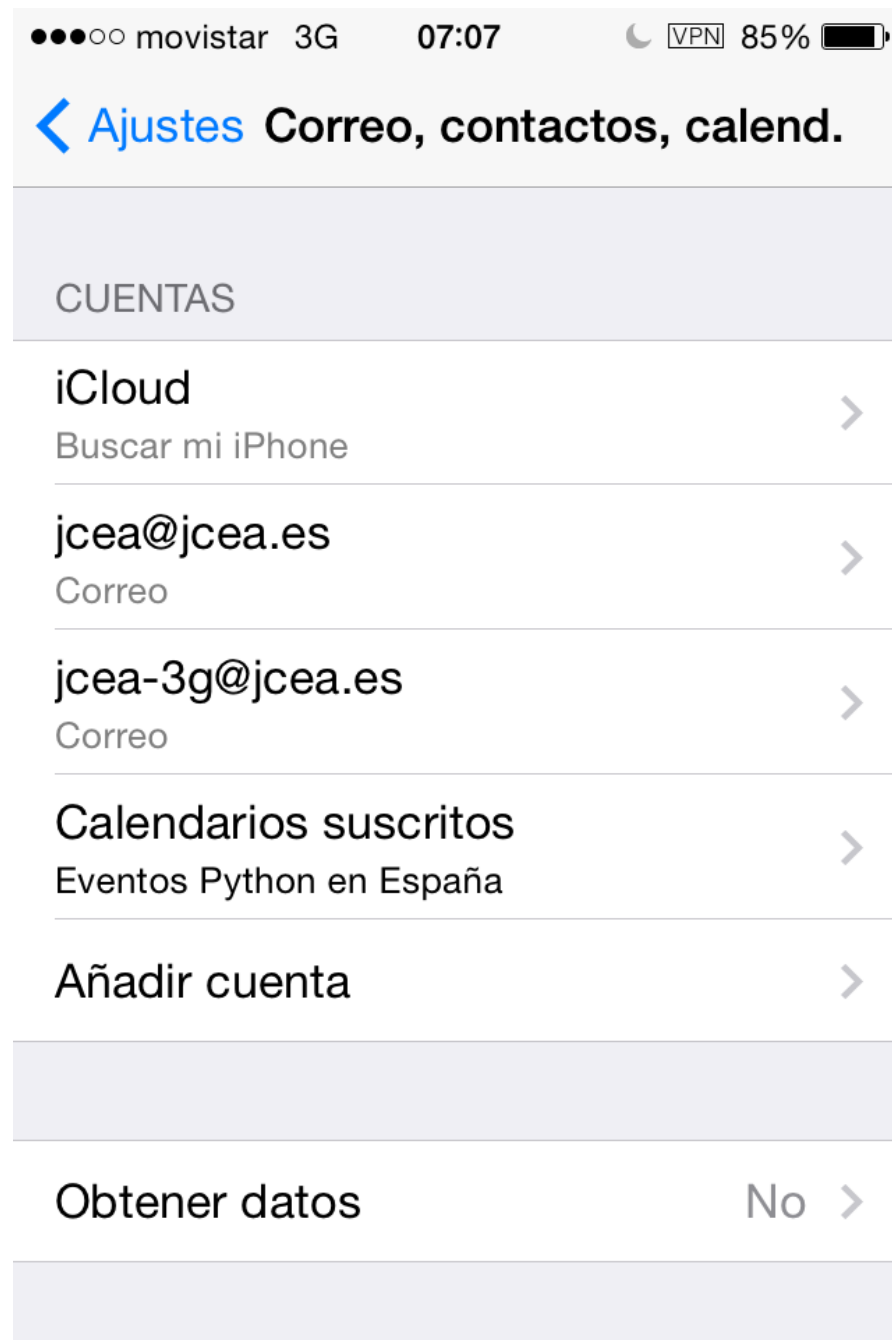 movistar 3G 07:07 VPN 85%
Ajustes Correo, contactos, calend.
CUENTAS
iCloud
Buscar mi iPhone
jcea@jcea.es
Correo
jcea-3g@jcea.es
Correo
Calendarios suscritos
Eventos Python en España
Añadir cuenta
Obtener datos No